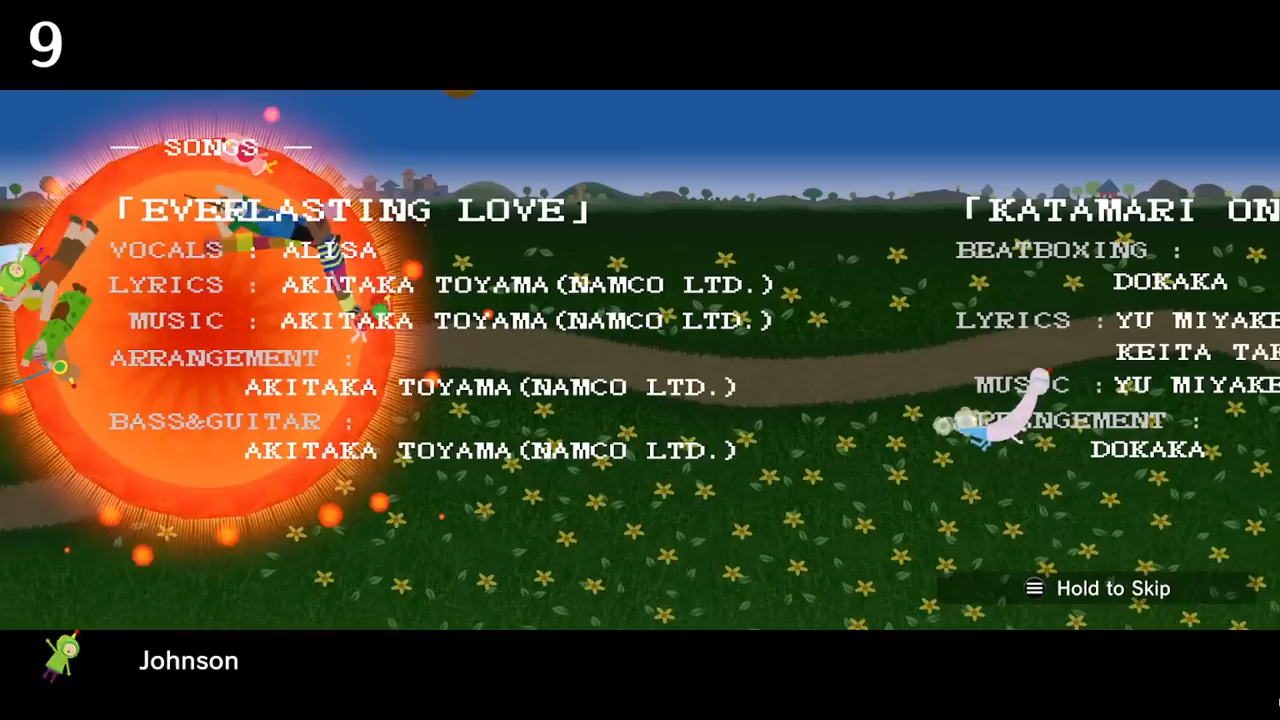 9
— SONGS —
「EVERLASTING LOVE」
VOCALS : ALISA
LYRICS : AKITAKA TOYAMA(NAMCO LTD.)
MUSIC : AKITAKA TOYAMA(NAMCO LTD.)
ARRANGEMENT :
AKITAKA TOYAMA(NAMCO LTD.)
BASS&GUITAR :
AKITAKA TOYAMA(NAMCO LTD.)
「KATAMARI ON
BEATBOXING :
DOKAKA
LYRICS : YU MIYAKE
KEITA TA
MUSIC : YU MIYAKE
ARRANGEMENT :
DOKAKA
Hold to Skip
Johnson